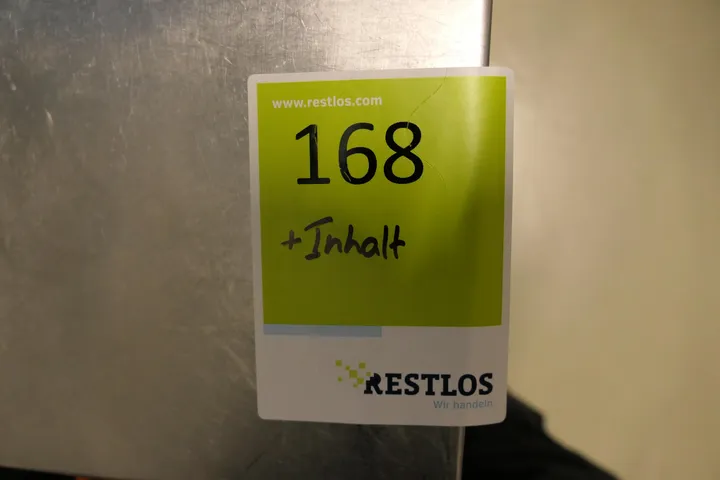 www.restlos.com
168
+Inhalt
RESTLOS
Wir handeln.